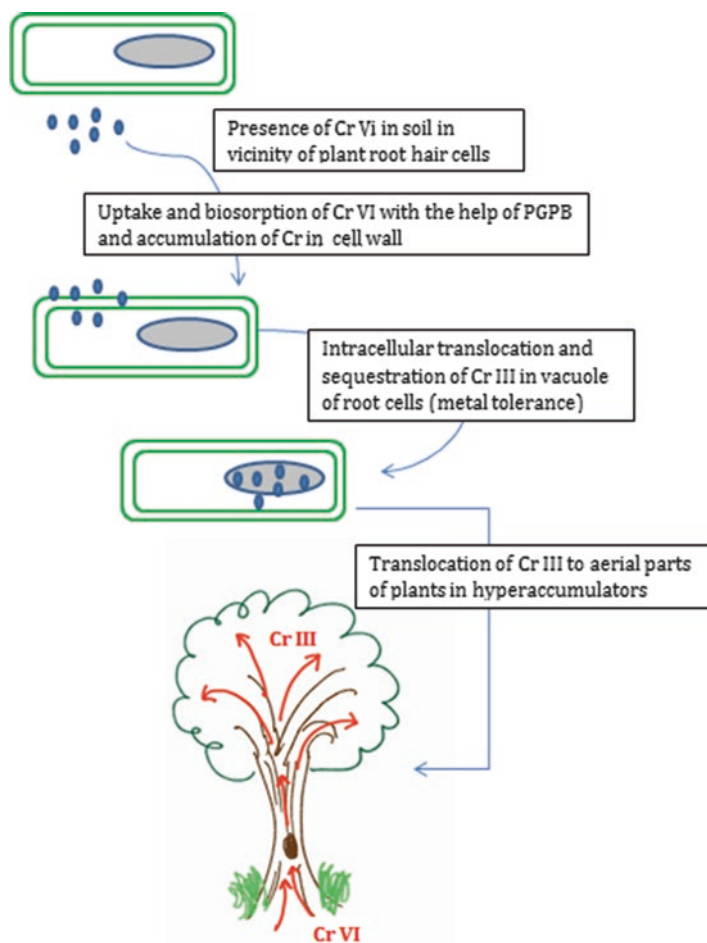 Presence of Cr Vi in soil in
vicinity of plant root hair cells
Uptake and biosorption of Cr VI with the help of PGPB
and accumulation of Cr in cell wall
Intracellular translocation and
sequestration of Cr III in vacuole
of root cells (metal tolerance)
Translocation of Cr III to aerial parts
of plants in hyperaccumulators
Cr III
Cr VI